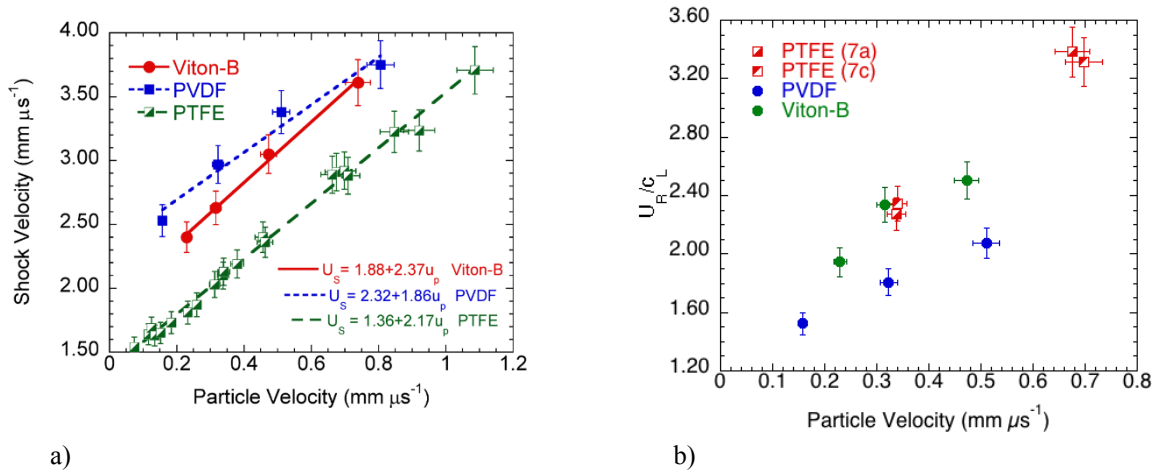 4.00
3.50
3.00
2.50
2.00
1.50
0
0.2
0.4
0.6
0.8
1
1.2
Shock Velocity (mm μs⁻¹)
Particle Velocity (mm μs⁻¹)
Viton-B
PVDF
PTFE
U_S= 1.88+2.37u_p Viton-B
U_S= 2.32+1.86u_p PVDF
U_S= 1.36+2.17u_p PTFE
a)
3.60
3.20
2.80
2.40
2.00
1.60
1.20
0
0.1
0.2
0.3
0.4
0.5
0.6
0.7
0.8
U_R/c_L
Particle Velocity (mm μs⁻¹)
PTFE (7a)
PTFE (7c)
PVDF
Viton-B
b)